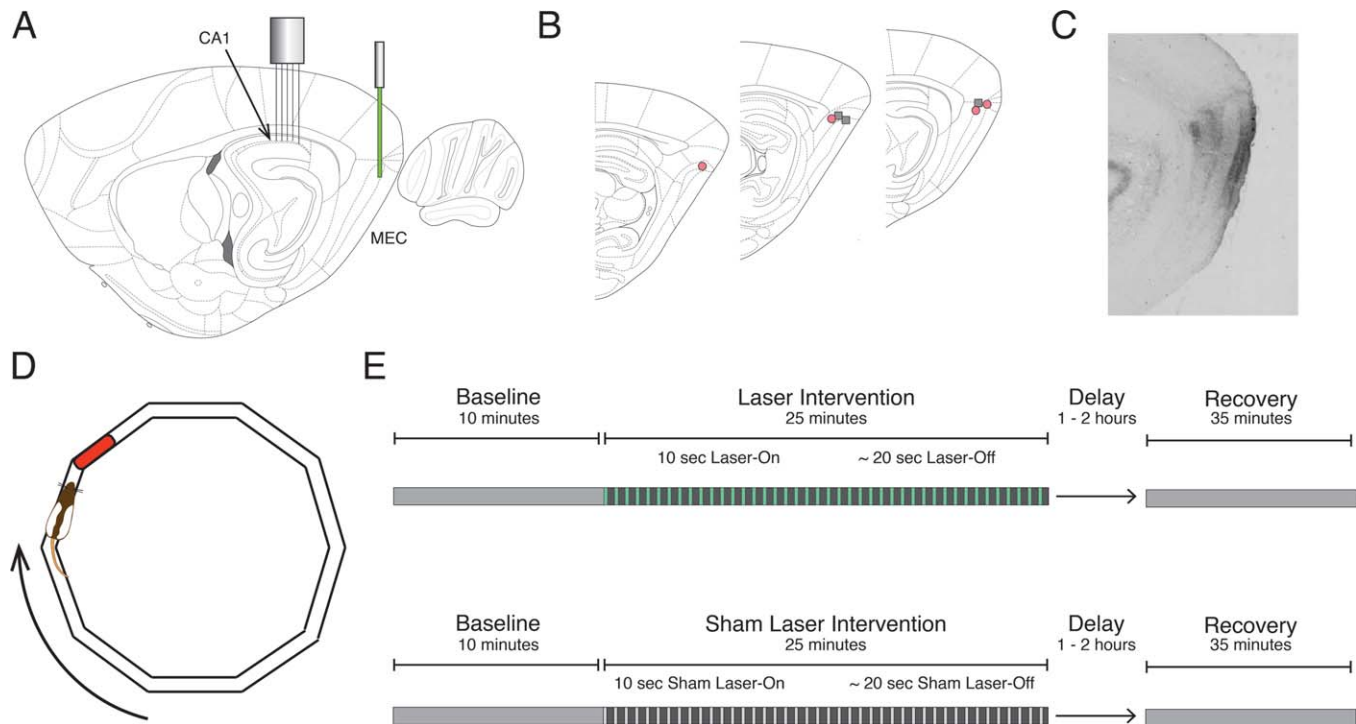 A
CA1
MEC
B
C
D
E
Baseline
10 minutes
Laser Intervention
25 minutes
Delay
1 - 2 hours
Recovery
35 minutes
10 sec Laser-On
~ 20 sec Laser-Off
Baseline
10 minutes
Sham Laser Intervention
25 minutes
Delay
1 - 2 hours
Recovery
35 minutes
10 sec Sham Laser-On
~ 20 sec Sham Laser-Off